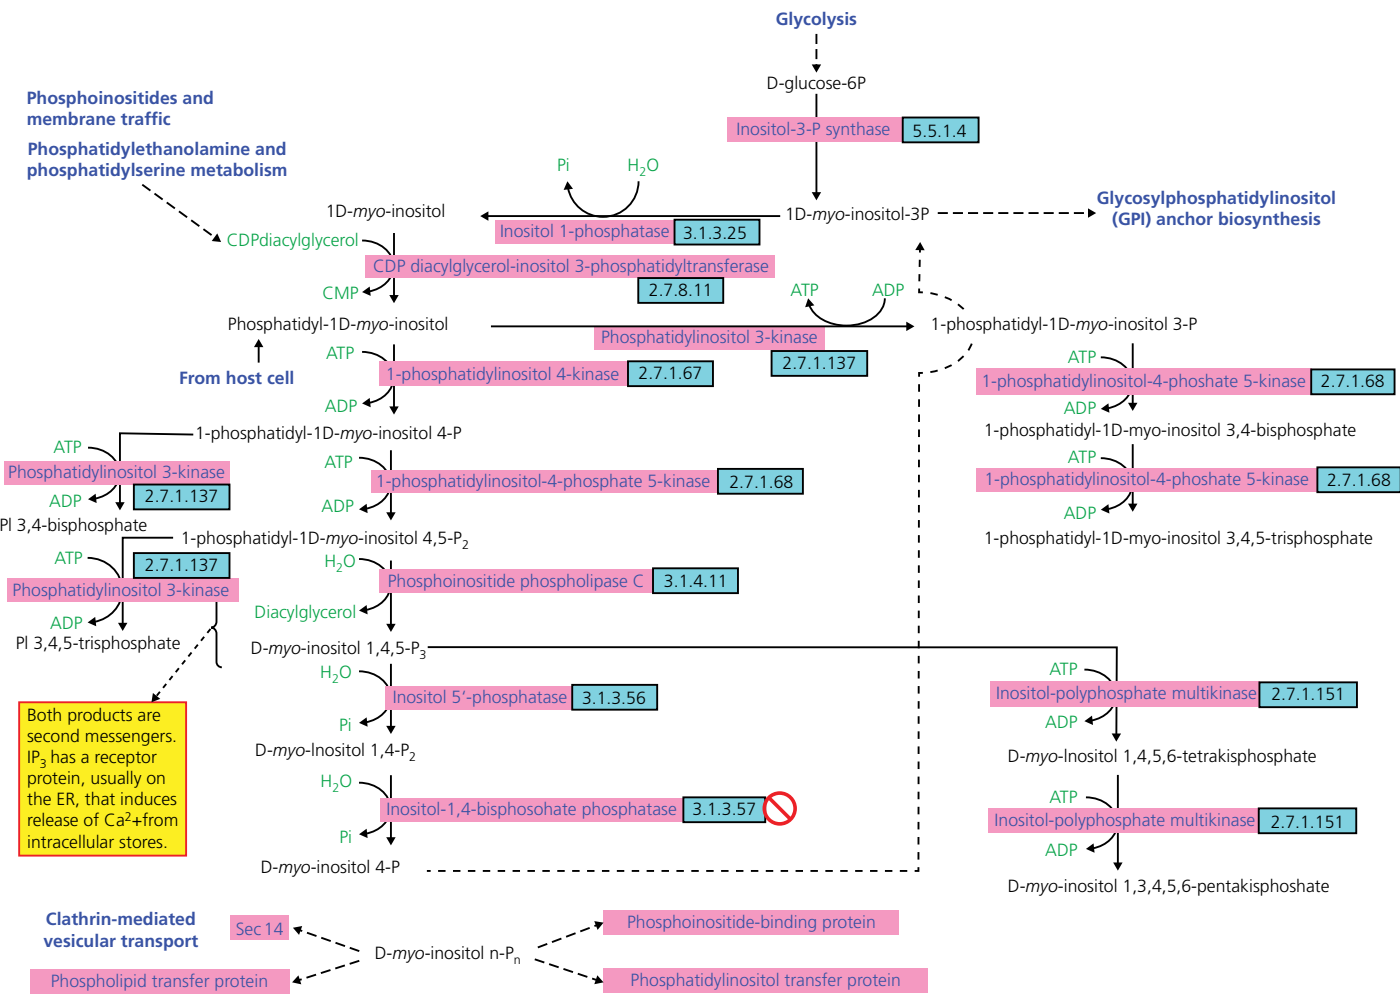 Glycolysis
D-glucose-6P
Inositol-3-P synthase 5.5.1.4
Phosphoinositides and
membrane traffic
Phosphatidylethanolamine and
phosphatidylserine metabolism
Pi H2O
1D-myo-inositol
1D-myo-inositol-3P
Glycosylphosphatidylinositol
(GPI) anchor biosynthesis
Inositol 1-phosphatase 3.1.3.25
CDPdiacylglycerol
CDP diacylglycerol-inositol 3-phosphatidyltransferase
2.7.8.11
CMP
ATP ADP
Phosphatidyl-1D-myo-inositol
Phosphatidylinositol 3-kinase
2.7.1.137
1-phosphatidyl-1D-myo-inositol 3-P
From host cell
ATP
1-phosphatidylinositol 4-kinase 2.7.1.67
ADP
ATP
1-phosphatidylinositol-4-phoshate 5-kinase 2.7.1.68
ADP
1-phosphatidyl-1D-myo-inositol 3,4-bisphosphate
ATP
1-phosphatidylinositol-4-phoshate 5-kinase 2.7.1.68
ADP
1-phosphatidyl-1D-myo-inositol 3,4,5-trisphosphate
1-phosphatidyl-1D-myo-inositol 4-P
ATP
Phosphatidylinositol 3-kinase
2.7.1.137
ADP
PI 3,4-bisphosphate
ATP
1-phosphatidylinositol-4-phosphate 5-kinase 2.7.1.68
ADP
1-phosphatidyl-1D-myo-inositol 4,5-P2
ATP
2.7.1.137
Phosphatidylinositol 3-kinase
ADP
PI 3,4,5-trisphosphate
H2O
Phosphoinositide phospholipase C 3.1.4.11
Diacylglycerol
D-myo-inositol 1,4,5-P3
H2O
Inositol 5′-phosphatase 3.1.3.56
Pi
D-myo-Inositol 1,4-P2
ATP
Inositol-polyphosphate multikinase 2.7.1.151
ADP
D-myo-Inositol 1,4,5,6-tetrakisphosphate
Both products are
second messengers.
IP3 has a receptor
protein, usually on
the ER, that induces
release of Ca2+from
intracellular stores.
H2O
Inositol-1,4-bisphosohate phosphatase 3.1.3.57
Pi
D-myo-inositol 4-P
ATP
Inositol-polyphosphate multikinase 2.7.1.151
ADP
D-myo-inositol 1,3,4,5,6-pentakisphoshate
Clathrin-mediated
vesicular transport
Sec 14
Phosphoinositide-binding protein
D-myo-inositol n-Pn
Phospholipid transfer protein
Phosphatidylinositol transfer protein